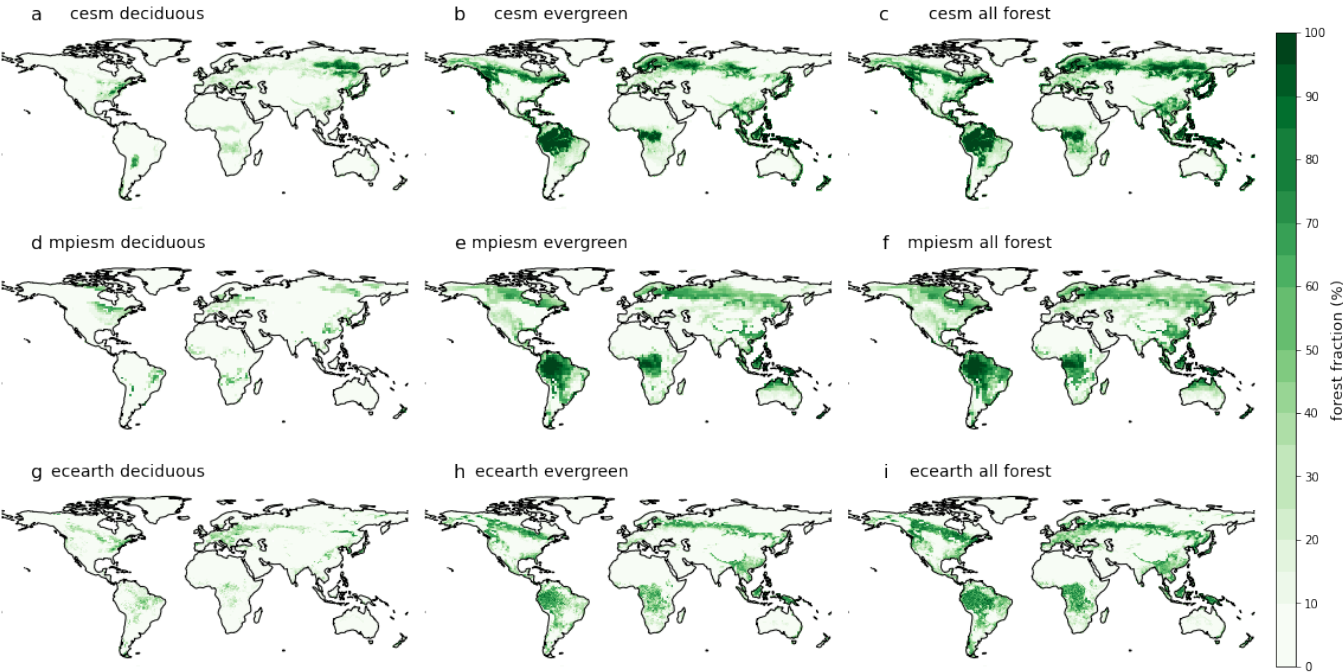 a cesm deciduous
b cesm evergreen
c cesm all forest
d mpiesm deciduous
e mpiesm evergreen
f mpiesm all forest
g ecearth deciduous
h ecearth evergreen
i ecearth all forest
100
90
80
70
60
50
40
30
20
10
0
forest fraction (%)